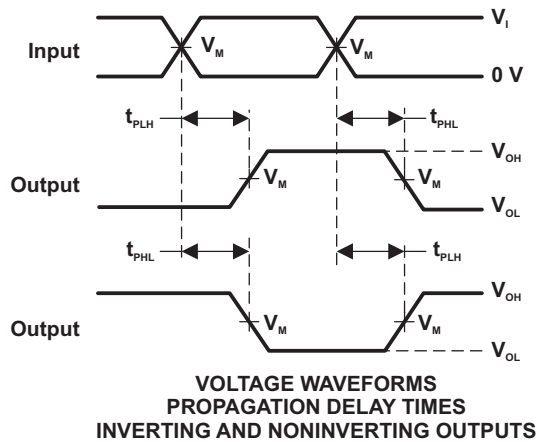 V_I
Input
V_M
V_M
0 V
t_PLH
t_PHL
V_OH
Output
V_M
V_M
V_OL
t_PHL
t_PLH
V_OH
Output
V_M
V_M
V_OL
VOLTAGE WAVEFORMS
PROPAGATION DELAY TIMES
INVERTING AND NONINVERTING OUTPUTS